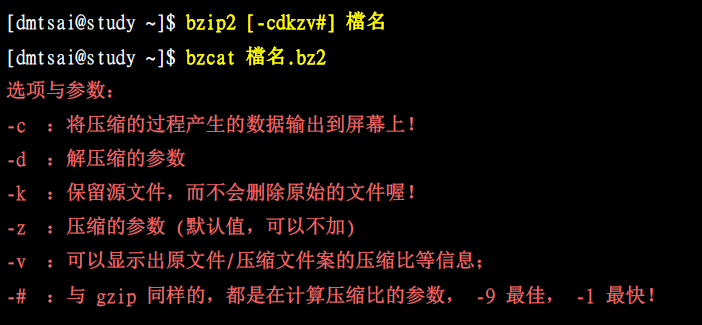 [dmtsai@study ~]$ bzip2 [-cdkzv#] 檔名
[dmtsai@study ~]$ bzcat 檔名.bz2
选项与参数：
-c ：将压缩的过程产生的数据输出到屏幕上！
-d ：解压缩的参数
-k ：保留源文件，而不会删除原始的文件喔！
-z ：压缩的参数 (默认值，可以不加)
-v ：可以显示出原文件/压缩文件案的压缩比等信息；
-# ：与 gzip 同样的，都是在计算压缩比的参数， -9 最佳， -1 最快！